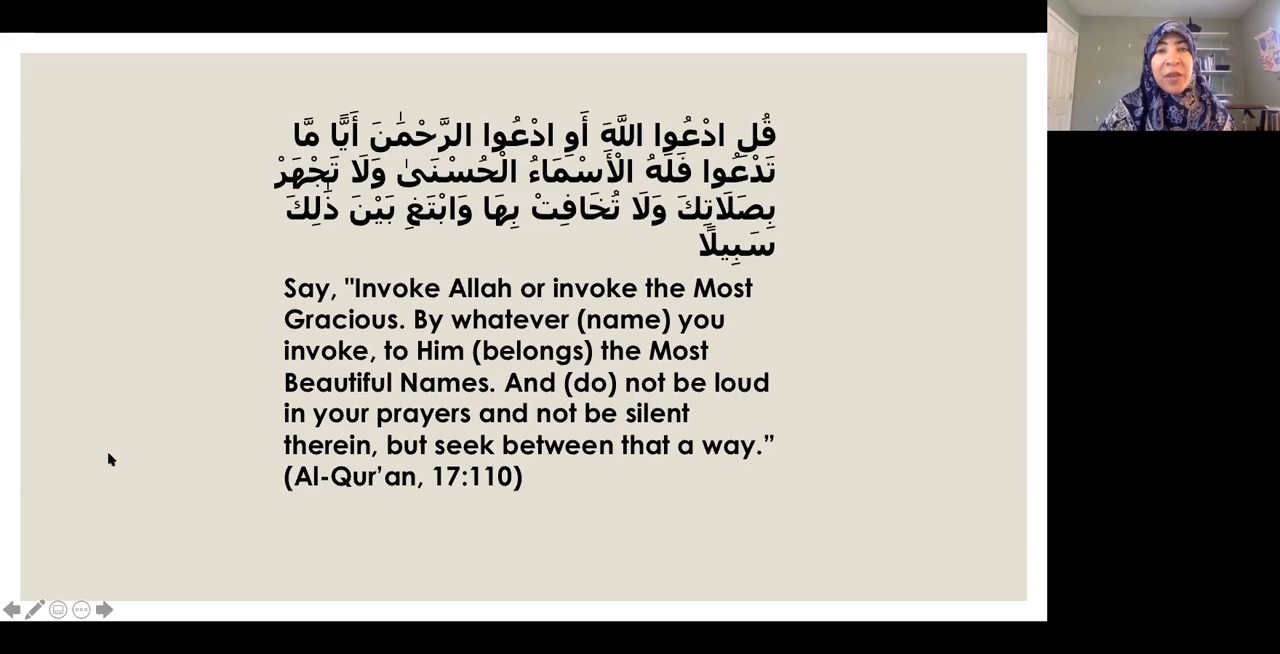 قُلِ ادْعُوا اللَّهَ أَوِ ادْعُوا الرَّحْمَٰنَ أَيًّا مَّا
تَدْعُوا فَلَهُ الْأَسْمَاءُ الْحُسْنَىٰ وَلَا تَجْهَرْ
بِصَلَاتِكَ وَلَا تُخَافِتْ بِهَا وَابْتَغِ بَيْنَ ذَٰلِكَ
سَبِيلًا
Say, "Invoke Allah or invoke the Most
Gracious. By whatever (name) you
invoke, to Him (belongs) the Most
Beautiful Names. And (do) not be loud
in your prayers and not be silent
therein, but seek between that a way.”
(Al-Qur’an, 17:110)